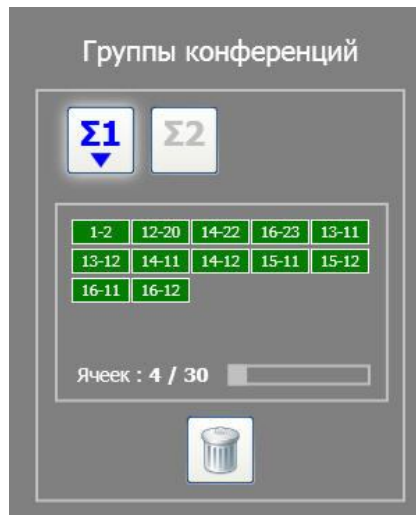 Группы конференций
Σ1 Σ2
1-2 12-20 14-22 16-23 13-11
13-12 14-11 14-12 15-11 15-12
16-11 16-12
Ячеек : 4 / 30